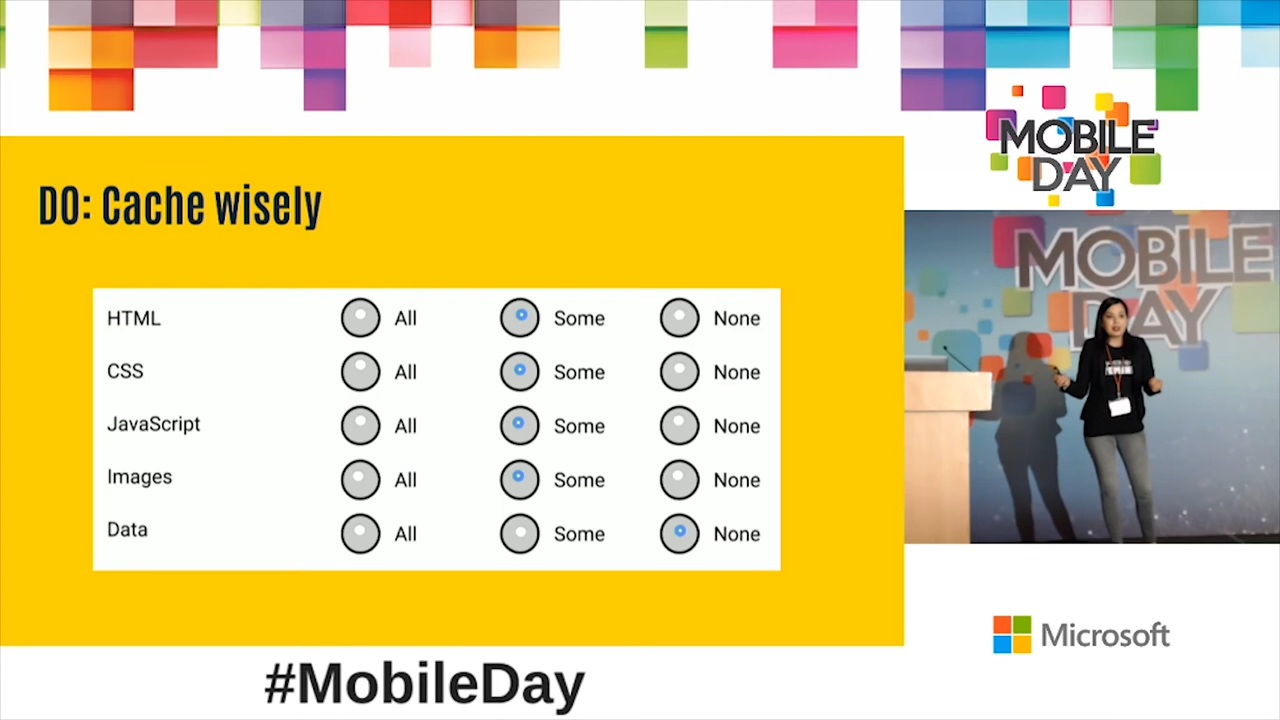 DO: Cache wisely
HTML All Some None
CSS All Some None
JavaScript All Some None
Images All Some None
Data All Some None
#MobileDay
MOBILE
DAY
MOBILE
DAY
Microsoft